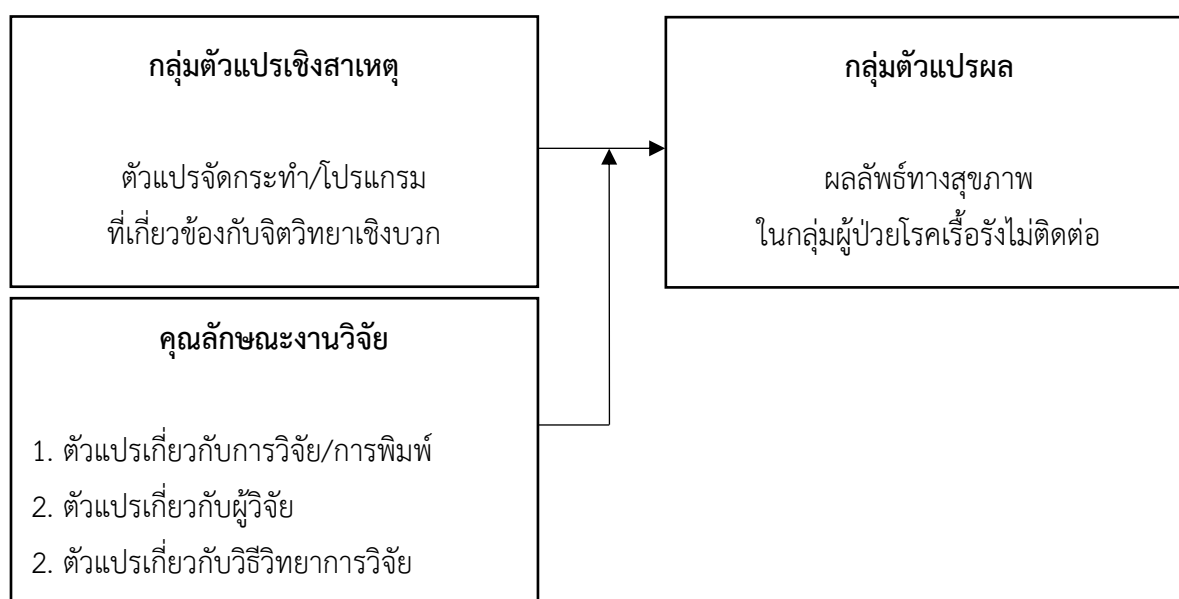 กลุ่มตัวแปรเชิงสาเหตุ
ตัวแปรจัดกระทำ/โปรแกรม
ที่เกี่ยวข้องกับจิตวิทยาเชิงบวก
กลุ่มตัวแปรผล
ผลลัพธ์ทางสุขภาพ
ในกลุ่มผู้ป่วยโรคเรื้อรังไม่ติดต่อ
คุณลักษณะงานวิจัย
1. ตัวแปรเกี่ยวกับการวิจัย/การพิมพ์
2. ตัวแปรเกี่ยวกับผู้วิจัย
2. ตัวแปรเกี่ยวกับวิธีวิทยาการวิจัย